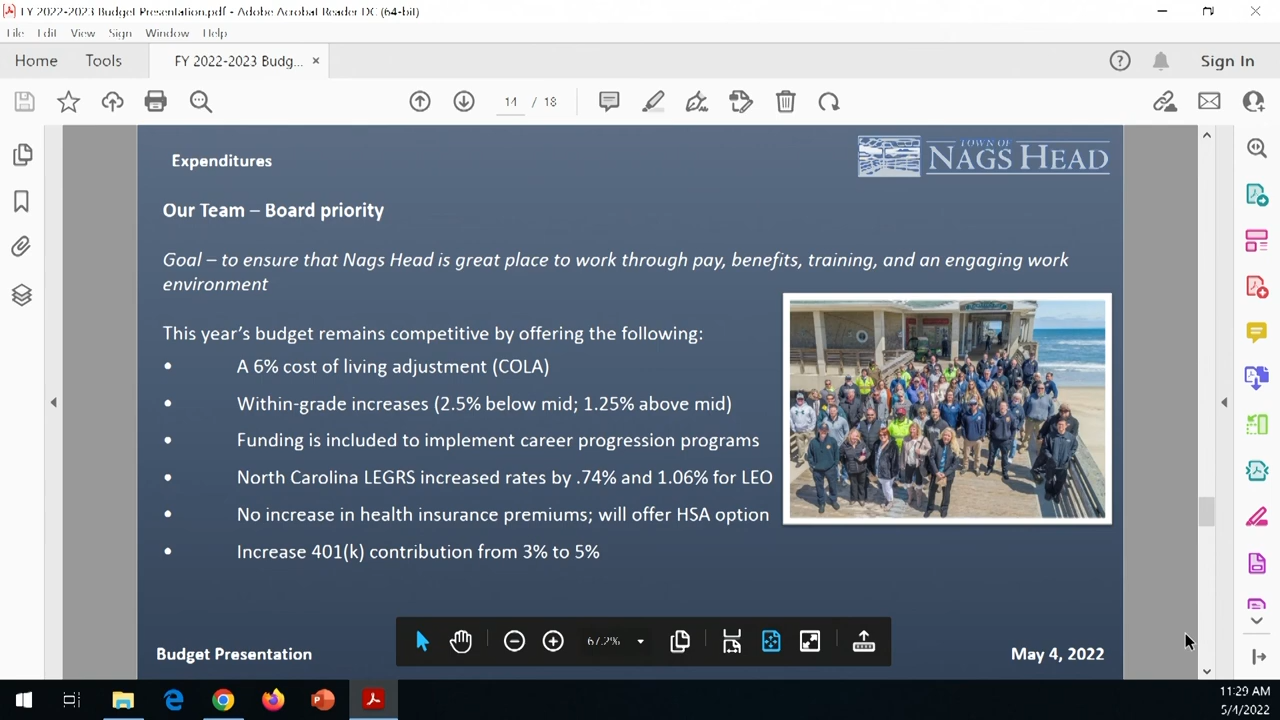 FY 2022-2023 Budget Presentation.pdf - Adobe Acrobat Reader DC (64-bit)
File Edit View Sign Window Help
Home Tools FY 2022-2023 Budg... × Sign In
14 / 18
Expenditures
TOWN OF
NAGS HEAD
Our Team – Board priority
Goal – to ensure that Nags Head is great place to work through pay, benefits, training, and an engaging work
environment
This year's budget remains competitive by offering the following:
• A 6% cost of living adjustment (COLA)
• Within-grade increases (2.5% below mid; 1.25% above mid)
• Funding is included to implement career progression programs
• North Carolina LEGRS increased rates by .74% and 1.06% for LEO
• No increase in health insurance premiums; will offer HSA option
• Increase 401(k) contribution from 3% to 5%
67.2%
Budget Presentation May 4, 2022
11:29 AM
5/4/2022